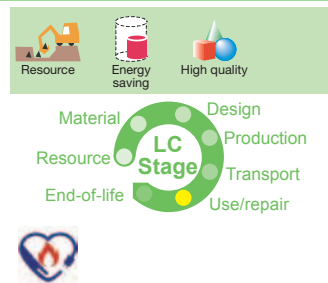 Resource
Energy
saving
High quality
Material
Design
Production
LC
Stage
Resource
Transport
End-of-life
Use/repair